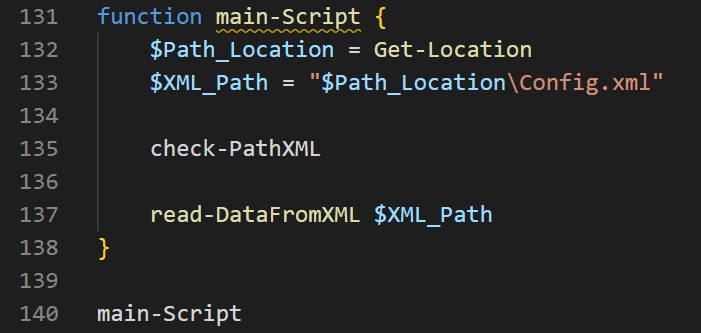 131 function main-Script {
132     $Path_Location = Get-Location
133     $XML_Path = "$Path_Location\Config.xml"
134
135     check-PathXML
136
137     read-DataFromXML $XML_Path
138 }
139
140 main-Script